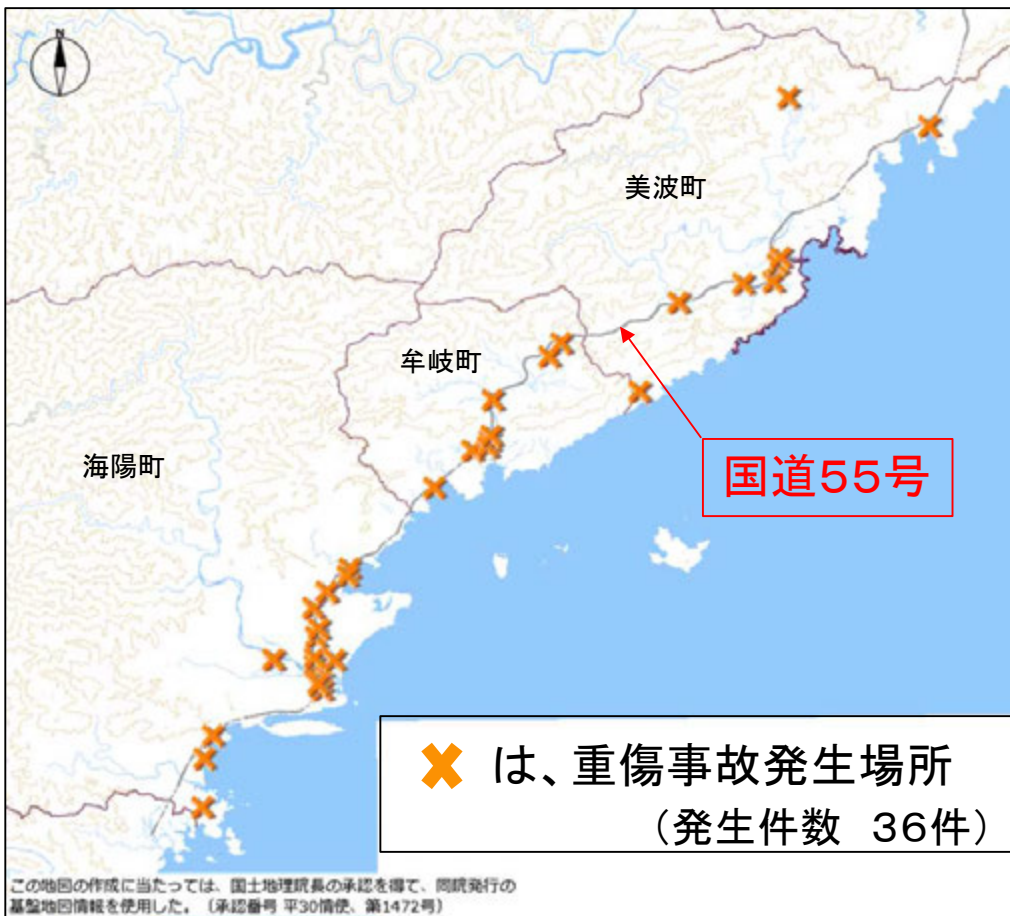 N
美波町
牟岐町
海陽町
国道55号
は、重傷事故発生場所
(発生件数 36件)
この地図の作成に当たっては、国土地理院長の承認を得て、同院発行の
基盤地図情報を使用した。(承認番号 平30情使、第1472号)